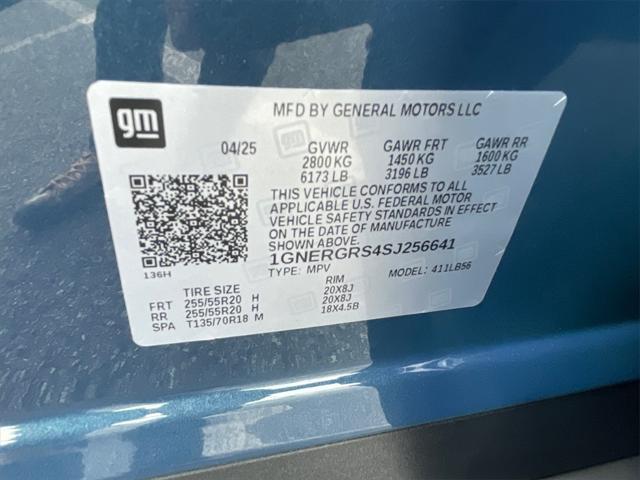 gm
MFD BY GENERAL MOTORS LLC
04/25 GVWR GAWR FRT GAWR RR
2800 KG 1450 KG 1600 KG
6173 LB 3196 LB 3527 LB
THIS VEHICLE CONFORMS TO ALL
APPLICABLE U.S. FEDERAL MOTOR
VEHICLE SAFETY STANDARDS IN EFFECT
ON THE DATE OF MANUFACTURE
SHOWN ABOVE.
1GNERGRS4SJ256641
136H TYPE: MPV MODEL: 411LB56
TIRE SIZE RIM
FRT 255/55R20 H 20X8J
RR 255/55R20 H 20X8J
SPA T135/70R18 M 18X4.5B